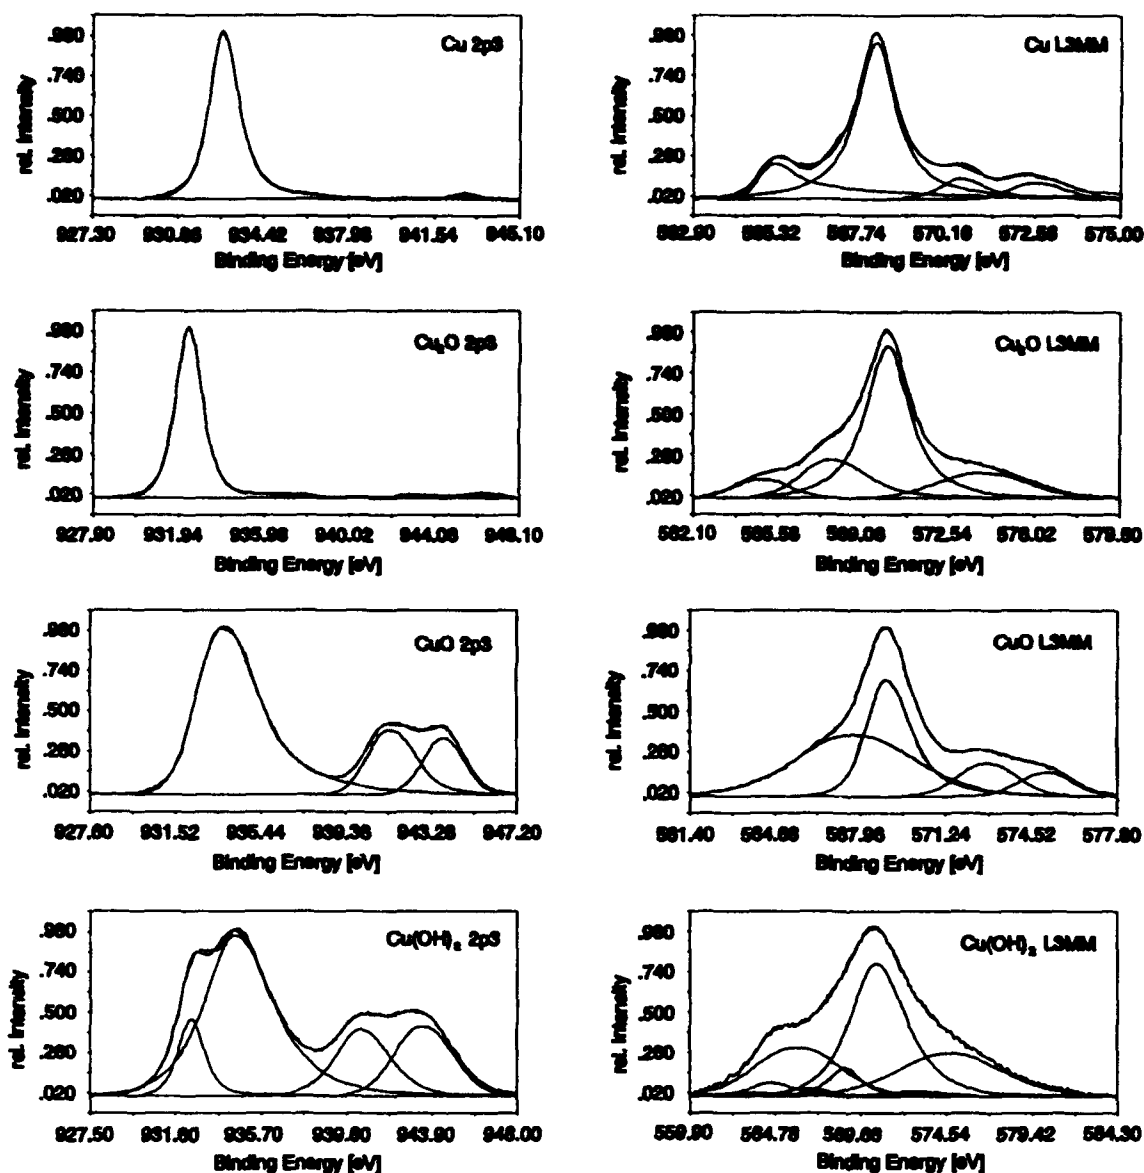 Cu 2p3
.980
.740
.500
.260
.020
rel. Intensity
927.30 930.86 934.42 937.98 941.54 945.10
Binding Energy [eV]
Cu L3MM
.980
.740
.500
.260
.020
rel. Intensity
562.90 565.32 567.74 570.16 572.58 575.00
Binding Energy [eV]
Cu₂O 2p3
.980
.740
.500
.260
.020
rel. Intensity
927.90 931.94 935.98 940.02 944.06 948.10
Binding Energy [eV]
Cu₂O L3MM
.980
.740
.500
.260
.020
rel. Intensity
562.10 565.58 569.06 572.54 576.02 579.50
Binding Energy [eV]
CuO 2p3
.980
.740
.500
.260
.020
rel. Intensity
927.60 931.52 935.44 939.36 943.28 947.20
Binding Energy [eV]
CuO L3MM
.980
.740
.500
.260
.020
rel. Intensity
561.40 564.68 567.96 571.24 574.52 577.80
Binding Energy [eV]
Cu(OH)₂ 2p3
.980
.740
.500
.260
.020
rel. Intensity
927.50 931.60 935.70 939.80 943.90 948.00
Binding Energy [eV]
Cu(OH)₂ L3MM
.980
.740
.500
.260
.020
rel. Intensity
559.90 564.78 569.66 574.54 579.42 584.30
Binding Energy [eV]